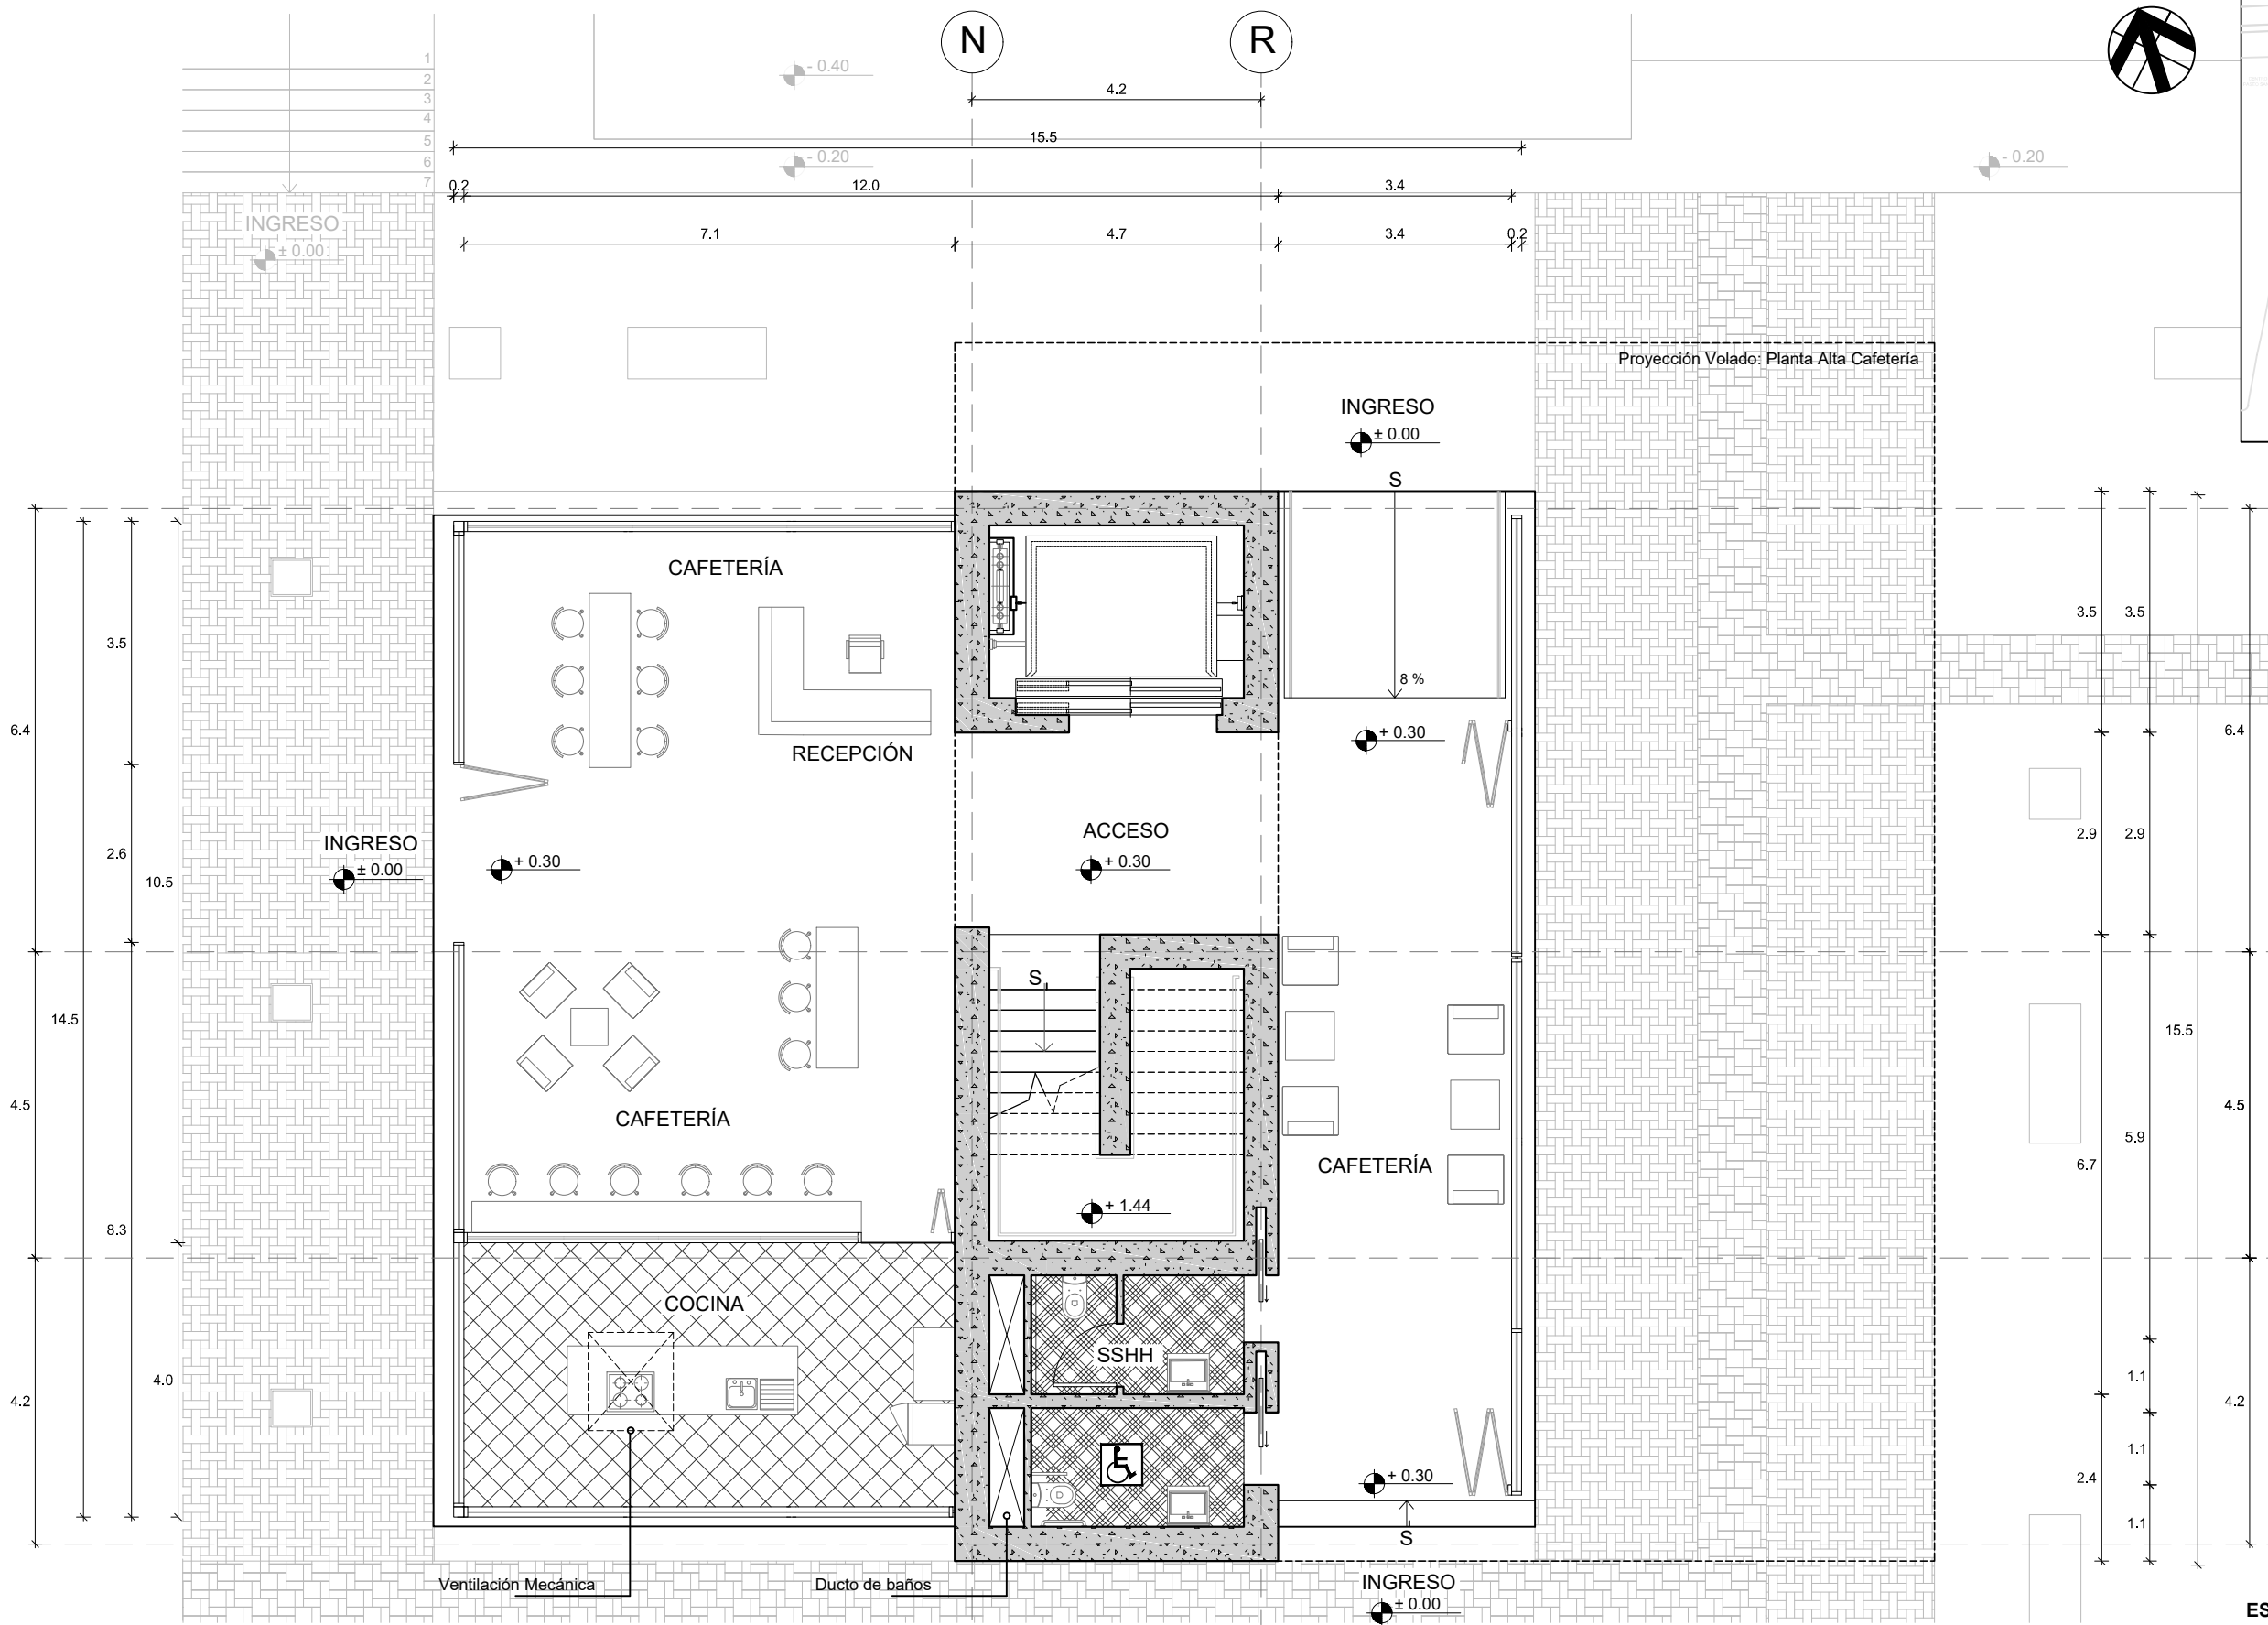 N
R
1
2
3
4
5
6
7
- 0.40
4.2
15.5
- 0.20
- 0.20
0.2
12.0
3.4
INGRESO
± 0.00
7.1
4.7
3.4
0.2
Proyección Volado: Planta Alta Cafetería
INGRESO
± 0.00
S
CAFETERÍA
3.5
3.5
3.5
8 %
6.4
RECEPCIÓN
+ 0.30
6.4
INGRESO
± 0.00
2.6
10.5
+ 0.30
ACCESO
+ 0.30
2.9
2.9
S
14.5
15.5
4.5
CAFETERÍA
4.5
5.9
CAFETERÍA
6.7
8.3
+ 1.44
COCINA
SSHH
4.0
4.2
1.1
4.2
1.1
2.4
+ 0.30
1.1
S
Ventilación Mecánica
Ducto de baños
INGRESO
± 0.00
ES